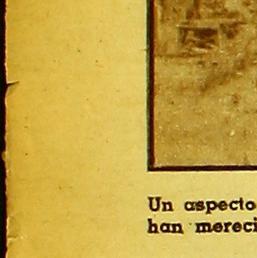 Un aspecto
han mereci